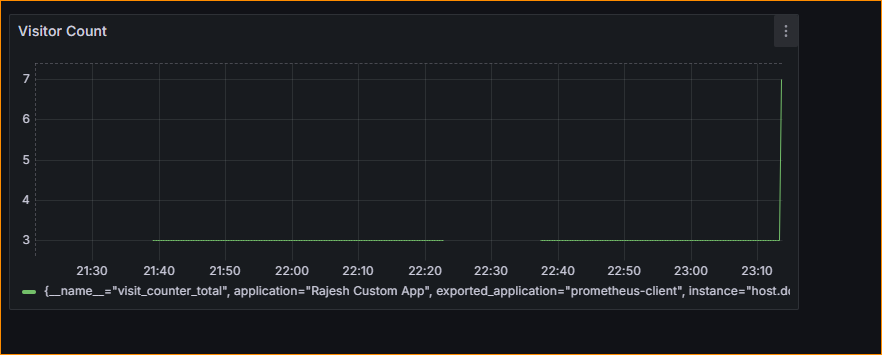 Visitor Count
7
6
5
4
3
21:30 21:40 21:50 22:00 22:10 22:20 22:30 22:40 22:50 23:00 23:10
{__name__="visit_counter_total", application="Rajesh Custom App", exported_application="prometheus-client", instance="host.do